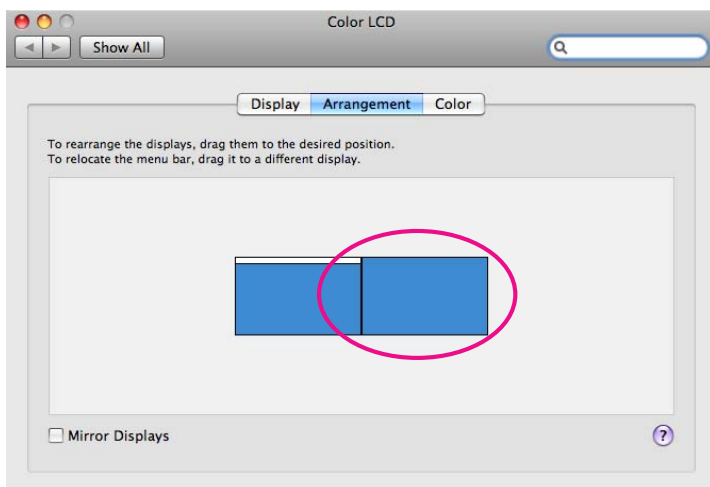 Color LCD
Show All
Display Arrangement Color
To rearrange the displays, drag them to the desired position.
To relocate the menu bar, drag it to a different display.
Mirror Displays
?